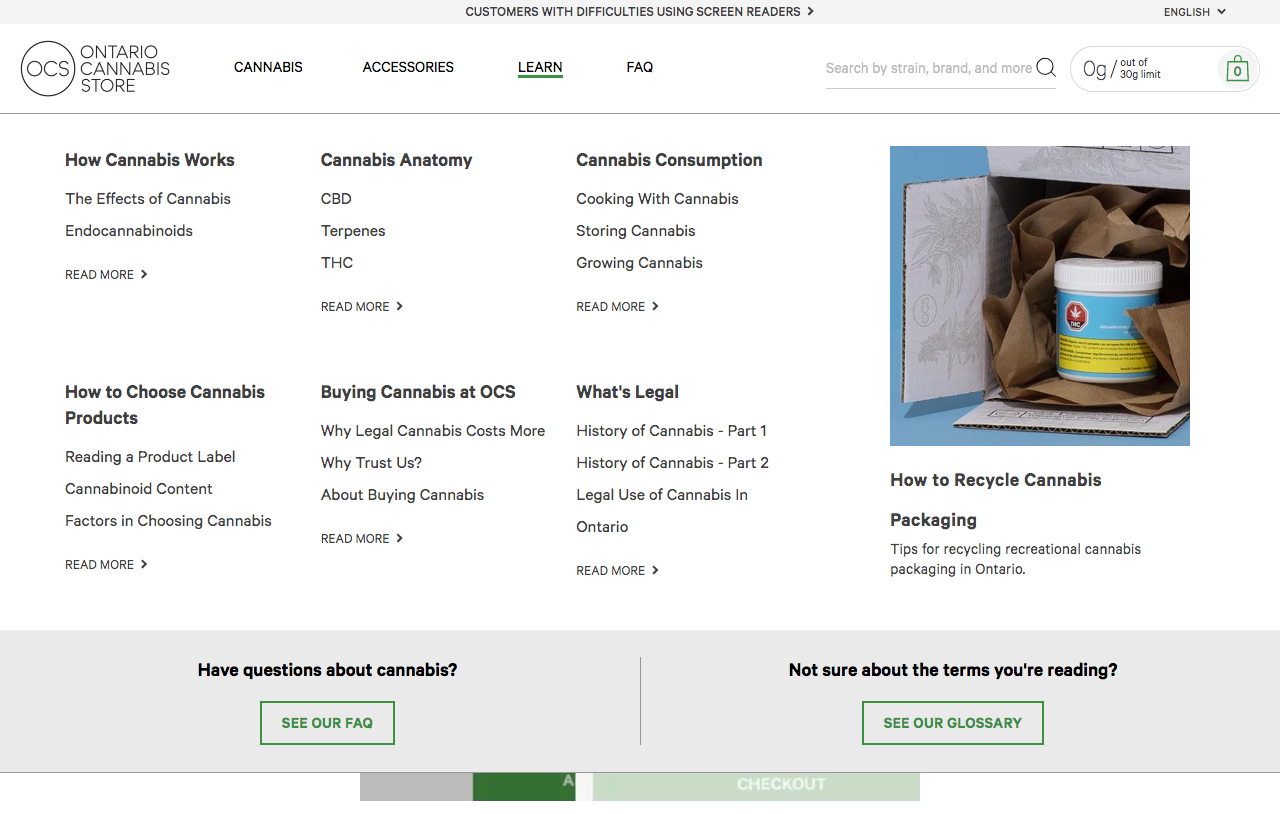 CUSTOMERS WITH DIFFICULTIES USING SCREEN READERS
ENGLISH
OCS
ONTARIO
CANNABIS
STORE
CANNABIS
ACCESSORIES
LEARN
FAQ
Search by strain, brand, and more
0g / out of
30g limit
0
How Cannabis Works
The Effects of Cannabis
Endocannabinoids
READ MORE
Cannabis Anatomy
CBD
Terpenes
THC
READ MORE
Cannabis Consumption
Cooking With Cannabis
Storing Cannabis
Growing Cannabis
READ MORE
THC
How to Choose Cannabis
Products
Reading a Product Label
Cannabinoid Content
Factors in Choosing Cannabis
READ MORE
Buying Cannabis at OCS
Why Legal Cannabis Costs More
Why Trust Us?
About Buying Cannabis
READ MORE
What's Legal
History of Cannabis - Part 1
History of Cannabis - Part 2
Legal Use of Cannabis In
Ontario
READ MORE
How to Recycle Cannabis
Packaging
Tips for recycling recreational cannabis
packaging in Ontario.
Have questions about cannabis?
SEE OUR FAQ
Not sure about the terms you're reading?
SEE OUR GLOSSARY
A
CHECKOUT